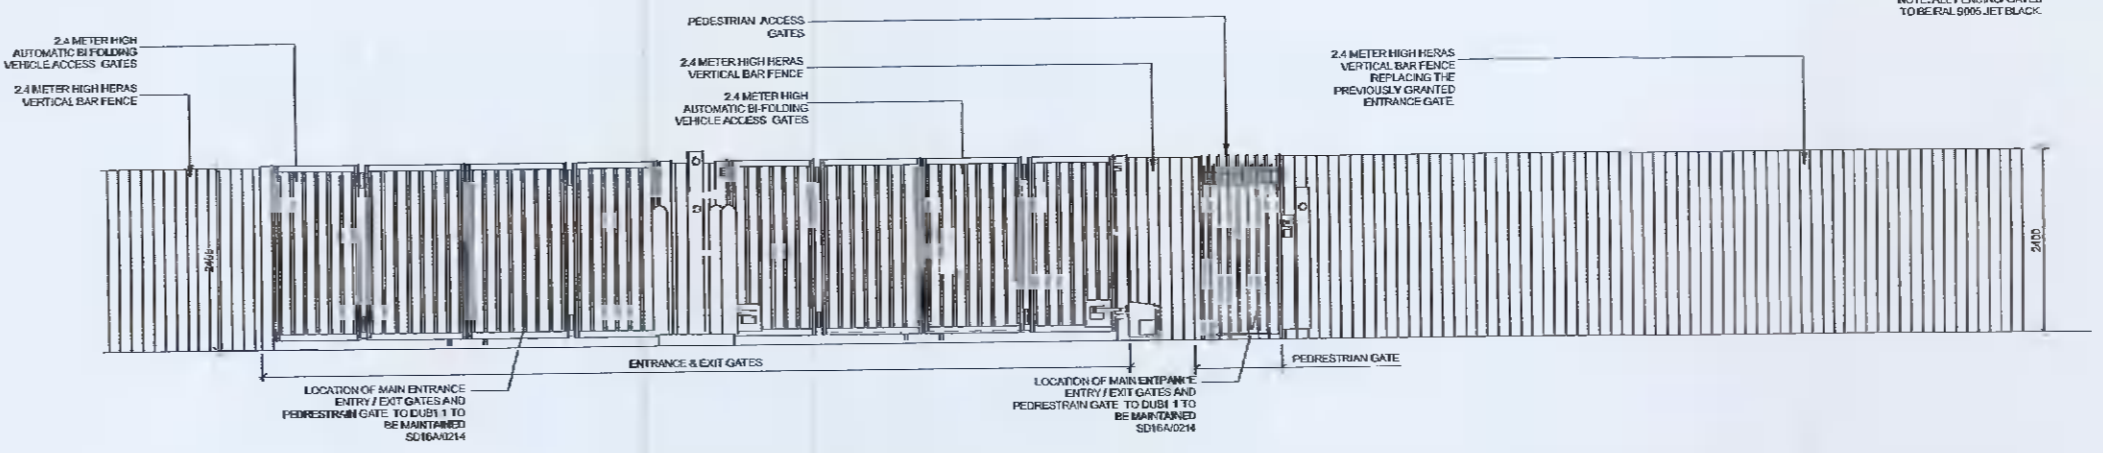 TO BE RAL 9005 JET BLACK.
PEDESTRIAN ACCESS
GATES
2.4 METER HIGH
AUTOMATIC BI-FOLDING
VEHICLE ACCESS GATES
2.4 METER HIGH HERAS
VERTICAL BAR FENCE
2.4 METER HIGH HERAS
VERTICAL BAR FENCE
2.4 METER HIGH
AUTOMATIC BI-FOLDING
VEHICLE ACCESS GATES
2.4 METER HIGH HERAS
VERTICAL BAR FENCE
REPLACING THE
PREVIOUSLY GRANTED
ENTRANCE GATE
2400
2400
ENTRANCE & EXIT GATES
PEDRESTRIAN GATE
LOCATION OF MAIN ENTRANCE
ENTRY / EXIT GATES AND
PEDRESTRAIN GATE TO DUB1 1 TO
BE MAINTAINED
SD16A/0214
LOCATION OF MAIN ENTRANCE
ENTRY / EXIT GATES AND
PEDRESTRAIN GATE TO DUB1 1 TO
BE MAINTAINED
SD16A/0214